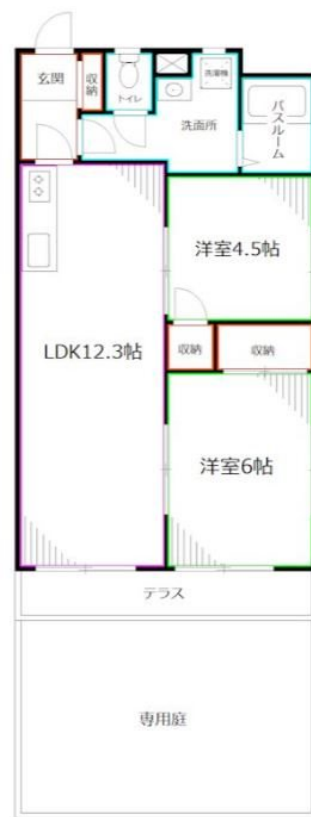 玄関
収納
トイレ
洗濯機
洗面所
バスルーム
洋室4.5帖
LDK12.3帖
収納
収納
洋室6帖
テラス
専用庭